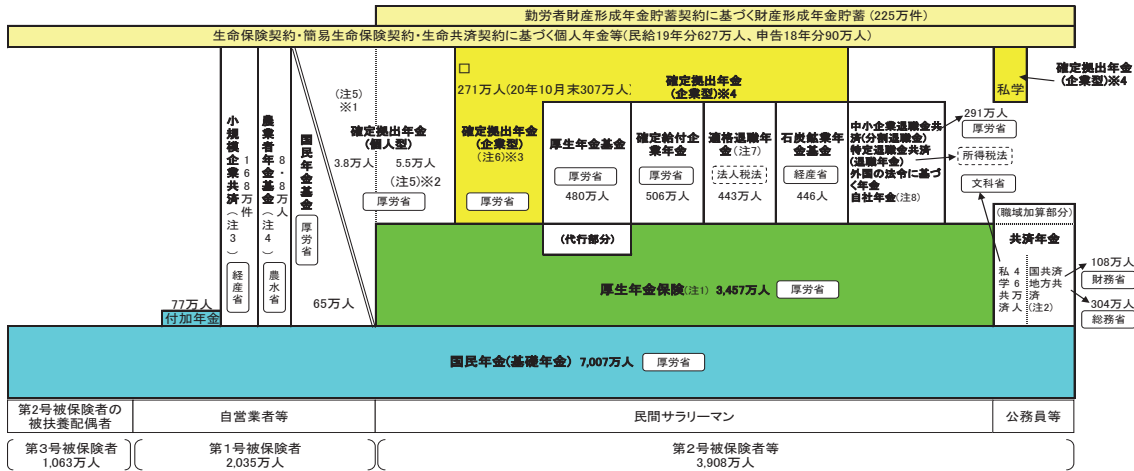 勤労者財産形成年金貯蓄契約に基づく財産形成年金貯蓄 (225万件)
生命保険契約・簡易生命保険契約・生命共済契約に基づく個人年金等(民給19年分627万人、申告18年分90万人)
小規模企業共済(注3)
168万件
経産省
農業者年金基金(注4)
8・8万人
農水省
国民年金基金
厚労省
65万人
(注5)
※1
確定拠出年金
(個人型)
3.8万人
5.5万人
(注5)※2
厚労省
271万人(20年10月末307万人)
確定拠出年金
(企業型)※4
確定拠出年金
(企業型)
(注6)※3
厚労省
厚生年金基金
厚労省
480万人
(代行部分)
確定給付企
業年金
厚労省
506万人
適格退職年
金(注7)
法人税法
443万人
石炭鉱業年
金基金
経産省
446人
中小企業退職金共
済(分割退職金)
特定退職金共済
(退職年金)
外国の法令に基づ
く年金
自社年金(注8)
291万人
厚労省
所得税法
文科省
私学
確定拠出年金
(企業型)※4
(職域加算部分)
共済年金
私学共済
46万人
国共済
地方共
済
(注2)
108万人
財務省
304万人
総務省
厚生年金保険(注1) 3,457万人
厚労省
77万人
付加年金
国民年金(基礎年金) 7,007万人
厚労省
第2号被保険者の
被扶養配偶者
自営業者等
民間サラリーマン
公務員等
第3号被保険者
1,063万人
第1号被保険者
2,035万人
第2号被保険者等
3,908万人